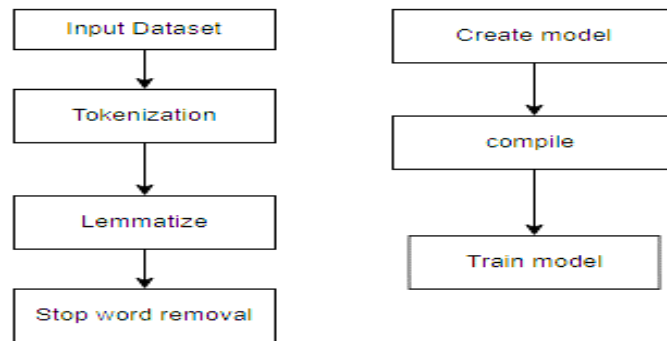 Input Dataset
Tokenization
Lemmatize
Stop word removal
Create model
compile
Train model